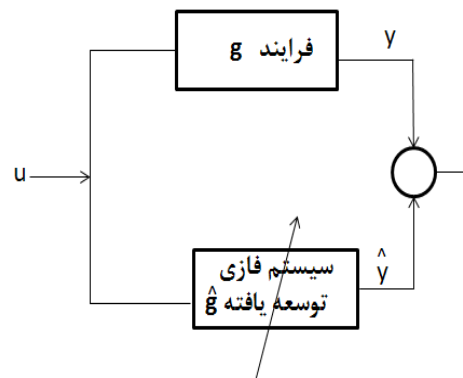 فرایند g
y
u
سیستم فازی
توسعه یافته ĝ
ŷ